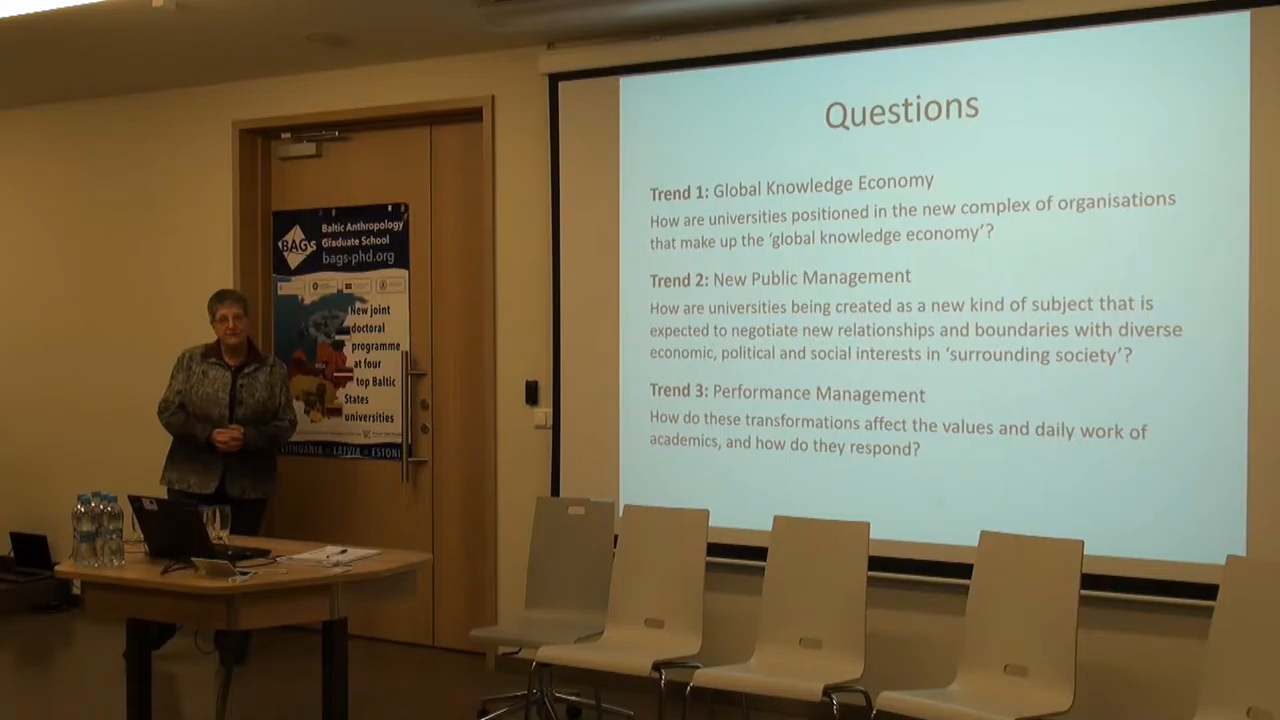 Questions
Trend 1: Global Knowledge Economy
How are universities positioned in the new complex of organisations
that make up the 'global knowledge economy'?
Trend 2: New Public Management
How are universities being created as a new kind of subject that is
expected to negotiate new relationships and boundaries with diverse
economic, political and social interests in 'surrounding society'?
Trend 3: Performance Management
How do these transformations affect the values and daily work of
academics, and how do they respond?
BAGs
Baltic Anthropology
Graduate School
bags-phd.org
New joint
doctoral
programme
at four
top Baltic
States
universities
LITHUANIA LATVIA ESTONI